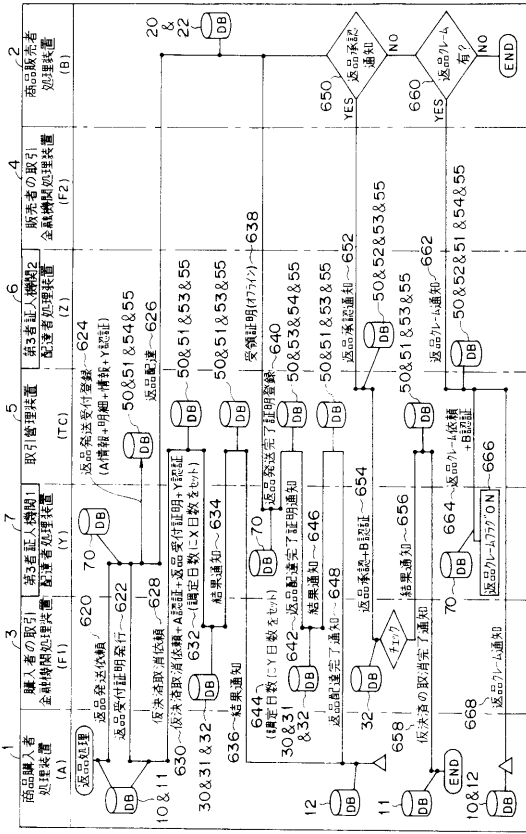 1
商品購入者
処理装置
(A)
3
購入者の取引
金融機関処理装置
(F1)
7
第3者証人機関1
配達者処理装置
(Y)
5
取引管理装置
(TC)
6
第3者証人機関2
配達者処理装置
(Z)
4
販売者の取引
金融機関処理装置
(F2)
2
商品販売者
処理装置
(B)
返品処理
返品発送依頼
620
返品受付証明発行~622
DB
10&11
70
DB
返品発送受付登録~624
(A情報+明細+情報+Y認証)
DB
50&51&54&55
返品配達~626
20
&
22
DB
仮決済取消依頼~628
630~仮決済取消依頼+A認証+返品受付証明+Y認証
632~(調定日数にX日数をセット)
DB
50&51&53&55
30&31&32
DB
結果通知~634
DB
50&51&53&55
636~結果通知
受領証明(オフライン)~638
70
DB
返品発送完了証明登録~640
642~返品配達完了証明通知
644~(調定日数にY日数をセット)
DB
50&53&54&55
30&31
&32
DB
結果通知~646
DB
50&51&53&55
返品配達完了通知~648
12
DB
650
返品承認
通知
YES
NO
返品承認通知~652
DB
50&52&53&55
返品承認+B認証~654
32
DB
チェック
結果通知~656
DB
50&51&53&55
658~仮決済の取消完了通知
11
DB
END
660
返品クレーム
有?
YES
NO
END
返品クレーム通知~662
DB
50&52&51&54&55
664~返品クレーム依頼
+B認証
70
DB
返品クレームフラグON~666
668~返品クレーム通知
10&12
DB